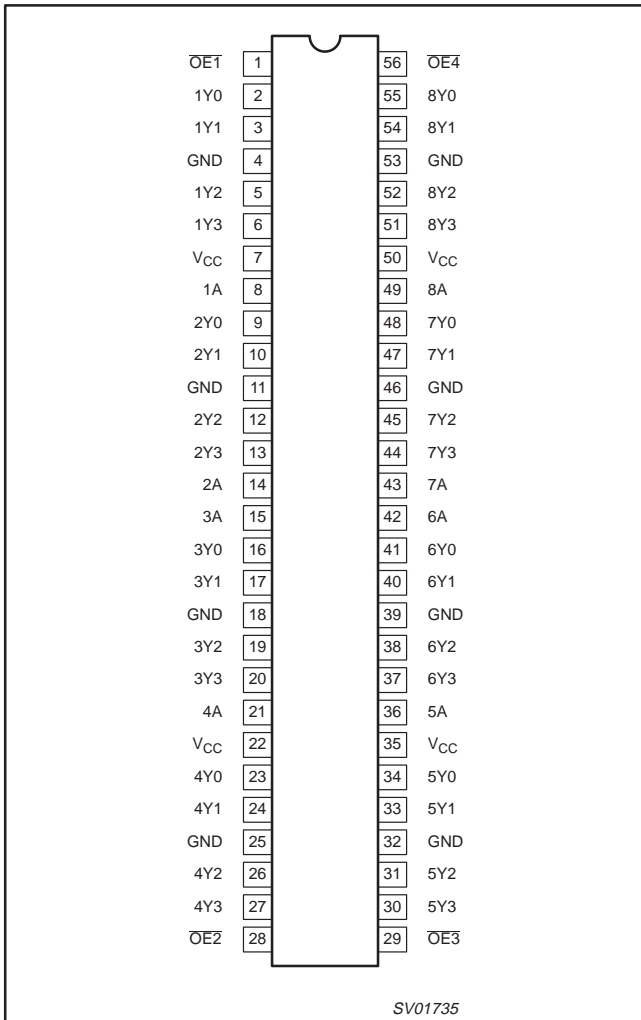 O̅E̅1̅ 1 56 O̅E̅4̅
1Y0 2 55 8Y0
1Y1 3 54 8Y1
GND 4 53 GND
1Y2 5 52 8Y2
1Y3 6 51 8Y3
VCC 7 50 VCC
1A 8 49 8A
2Y0 9 48 7Y0
2Y1 10 47 7Y1
GND 11 46 GND
2Y2 12 45 7Y2
2Y3 13 44 7Y3
2A 14 43 7A
3A 15 42 6A
3Y0 16 41 6Y0
3Y1 17 40 6Y1
GND 18 39 GND
3Y2 19 38 6Y2
3Y3 20 37 6Y3
4A 21 36 5A
VCC 22 35 VCC
4Y0 23 34 5Y0
4Y1 24 33 5Y1
GND 25 32 GND
4Y2 26 31 5Y2
4Y3 27 30 5Y3
O̅E̅2̅ 28 29 O̅E̅3̅
SV01735